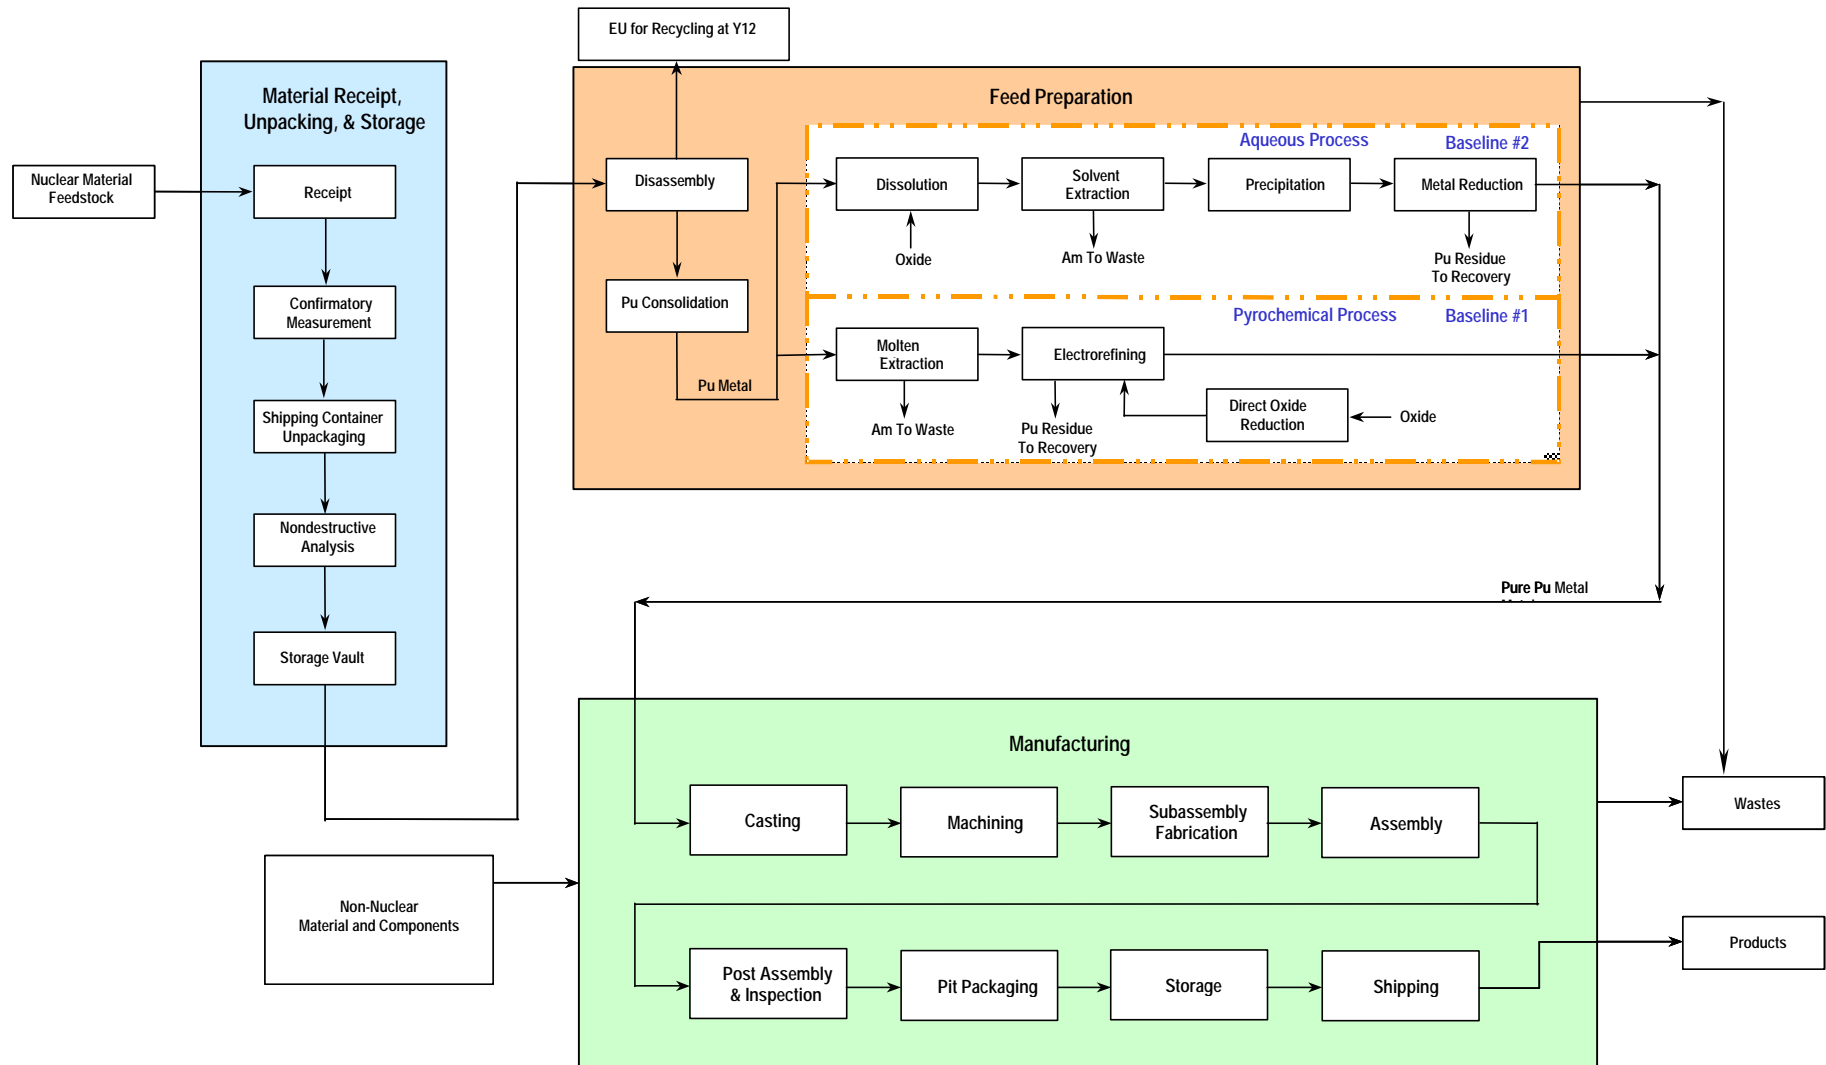 EU for Recycling at Y12
Material Receipt,
Unpacking, & Storage
Nuclear Material
Feedstock
Receipt
Confirmatory
Measurement
Shipping Container
Unpackaging
Nondestructive
Analysis
Storage Vault
Feed Preparation
Disassembly
Pu Consolidation
Pu Metal
Aqueous Process
Baseline #2
Dissolution
Solvent
Extraction
Precipitation
Metal Reduction
Oxide
Am To Waste
Pu Residue
To Recovery
Pyrochemical Process
Baseline #1
Molten
Extraction
Electrorefining
Am To Waste
Pu Residue
To Recovery
Direct Oxide
Reduction
Oxide
Pure Pu Metal
Manufacturing
Casting
Machining
Subassembly
Fabrication
Assembly
Post Assembly
& Inspection
Pit Packaging
Storage
Shipping
Non-Nuclear
Material and Components
Wastes
Products